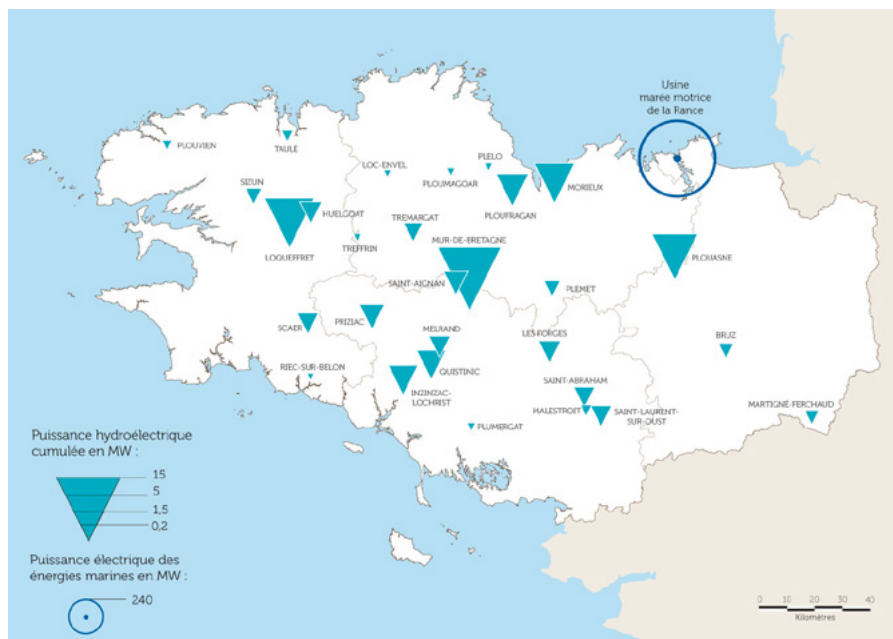 Usine
marée motrice
de la Rance
PLOUVIEN
TAULÉ
LOC-ENVEL
PLOUMAGOAR
PLELO
MORIEUX
SIZUN
HUELGOAT
PLOUFRAGAN
TREMARGAT
TREFFRIN
LOQUEFFRET
MUR-DE-BRETAGNE
PLOUASNE
SAINT-AIGNAN
PLEMET
SCAER
PRIZIAC
MELRAND
LES FORGES
BRUZ
QUISTINIC
RIEC-SUR-BELON
INZINZAC-
LOCHRIST
SAINT-ABRAHAM
MALESTROIT
SAINT-LAURENT-
SUR-OUST
MARTIGNÉ-FERCHAUD
PLUMERGAT
Puissance hydroélectrique
cumulée en MW :
15
5
1,5
0,2
Puissance électrique des
énergies marines en MW :
240
0 10 20 30 40
Kilomètres